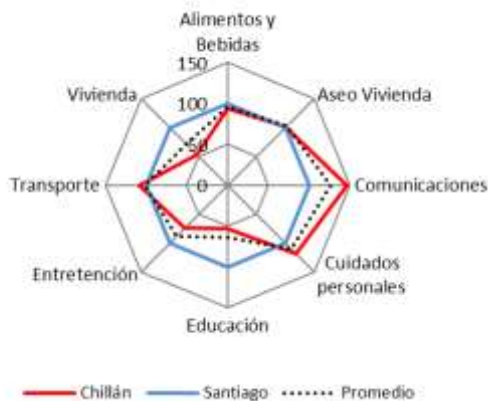 Alimentos y
Bebidas
150
Vivienda
Aseo Vivienda
100
50
Transporte
0
Comunicaciones
Entretención
Cuidados
personales
Educación
Chillán Santiago Promedio